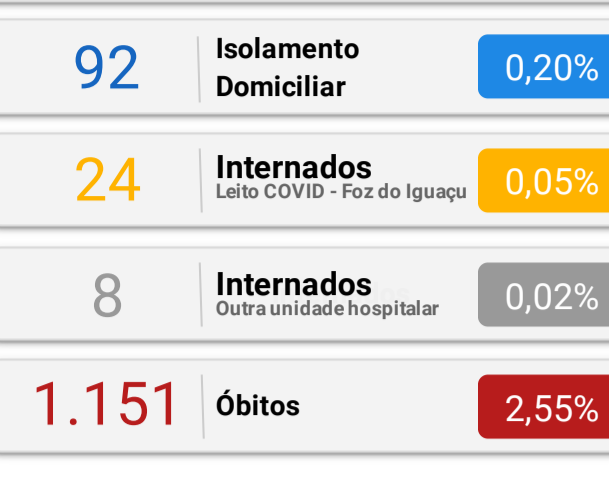 92
Isolamento
Domiciliar
0,20%
24
Internados
Leito COVID - Foz do Iguaçu
0,05%
8
Internados
Outra unidade hospitalar
0,02%
1.151
Óbitos
2,55%